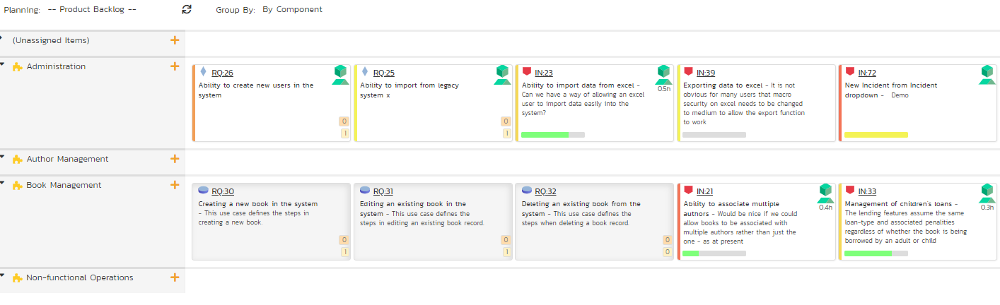 Planning: -- Product Backlog -- Group By: By Component
(Unassigned Items)
Administration
RQ:26
Ability to create new users in the
system
0
1
RQ:25
Ability to import from legacy
system x
0
1
IN:23
0.5h
Ability to import data from excel -
Can we have a way of allowing an excel
user to import data easily into the
system?
IN:39
Exporting data to excel - It is not
obvious for many users that macro
security on excel needs to be changed
to medium to allow the export function
to work
IN:72
New Incident from Incident
dropdown - Demo
Author Management
Book Management
RQ:30
Creating a new book in the system
- This use case defines the steps in
creating a new book.
0
1
RQ:31
Editing an existing book in the
system - This use case defines the
steps in editing an existing book record.
0
1
RQ:32
Deleting an existing book from the
system - This use case defines the
steps when deleting a book record.
0
0
IN:21
0.4h
Ability to associate multiple
authors - Would be nice if we could
allow books to be associated with
multiple authors rather than just the
one - as at present
IN:33
0.3h
Management of children's loans -
The lending features assume the same
loan-type and associated penalities
regardless of whether the book is being
borrowed by an adult or child
Non-functional Operations